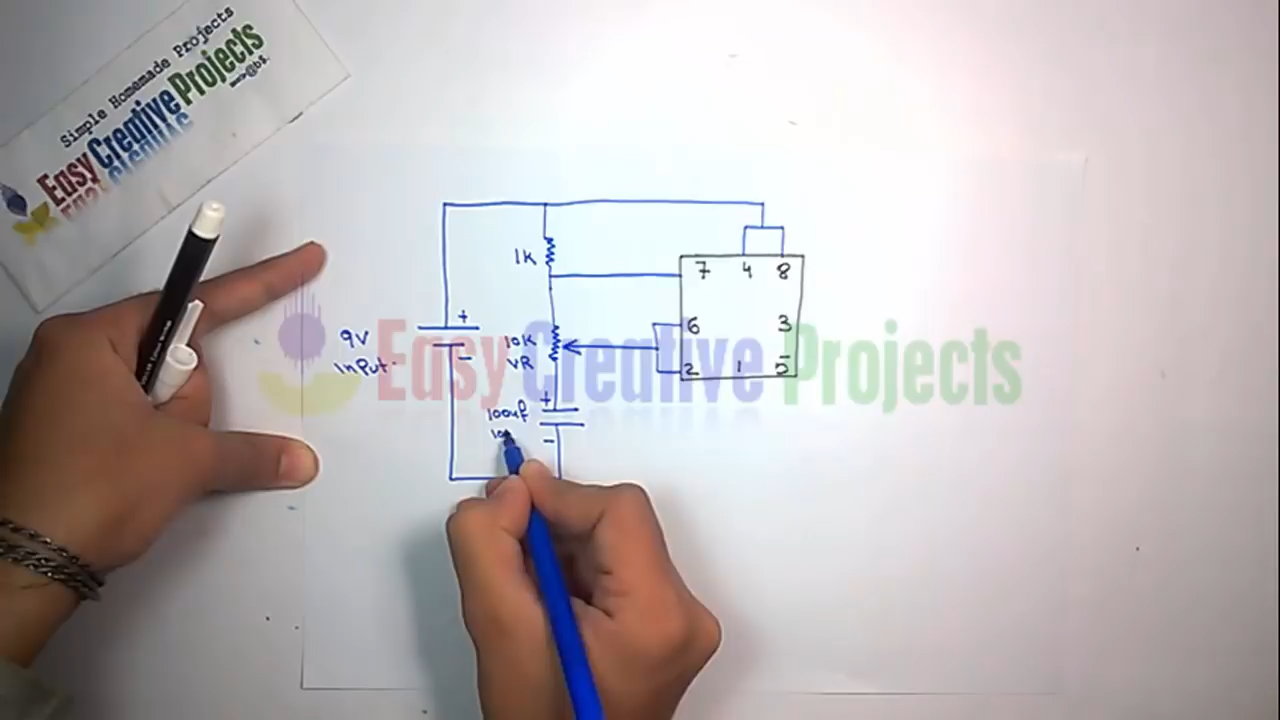 Simple Homemade Projects
Easy Creative Projects
1K
7 4 8
+
9V
Input
-
10K
VR
6 3
2 1 5
Easy Creative Projects
+
100uf
-